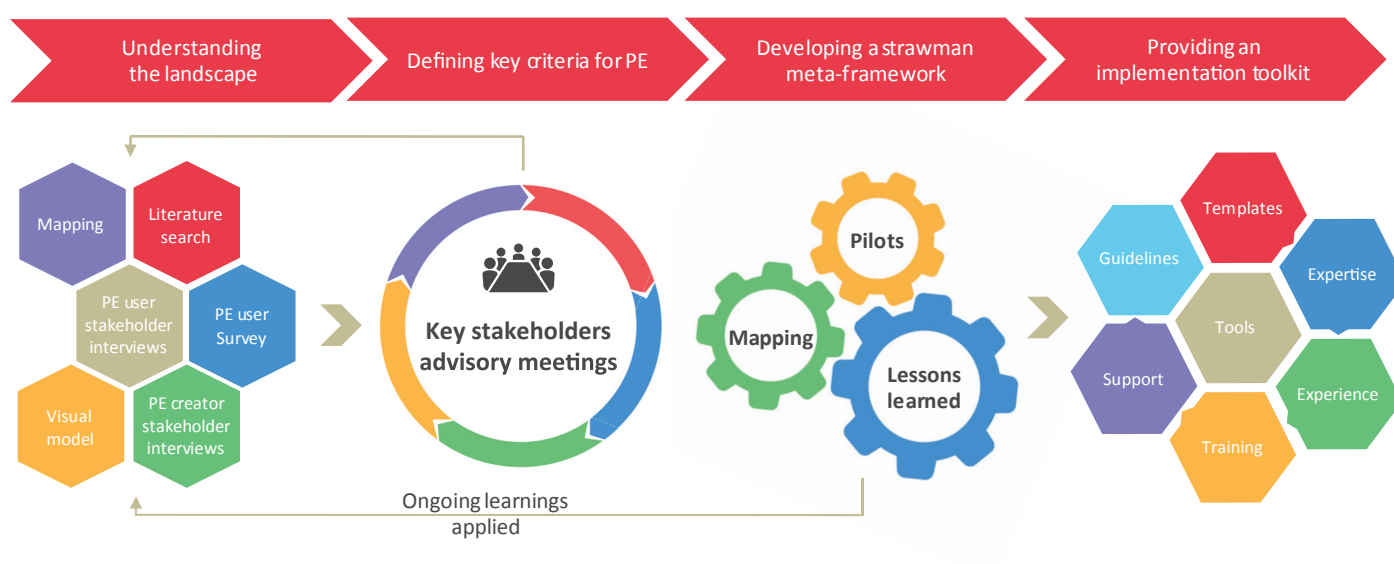 Understanding
the landscape
Defining key criteria for PE
Developing a strawman
meta-framework
Providing an
implementation toolkit
Mapping
Literature
search
PE user
stakeholder
interviews
PE user
Survey
Visual
model
PE creator
stakeholder
interviews
Key stakeholders
advisory meetings
Pilots
Mapping
Lessons
learned
Ongoing learnings
applied
Templates
Guidelines
Expertise
Tools
Support
Experience
Training